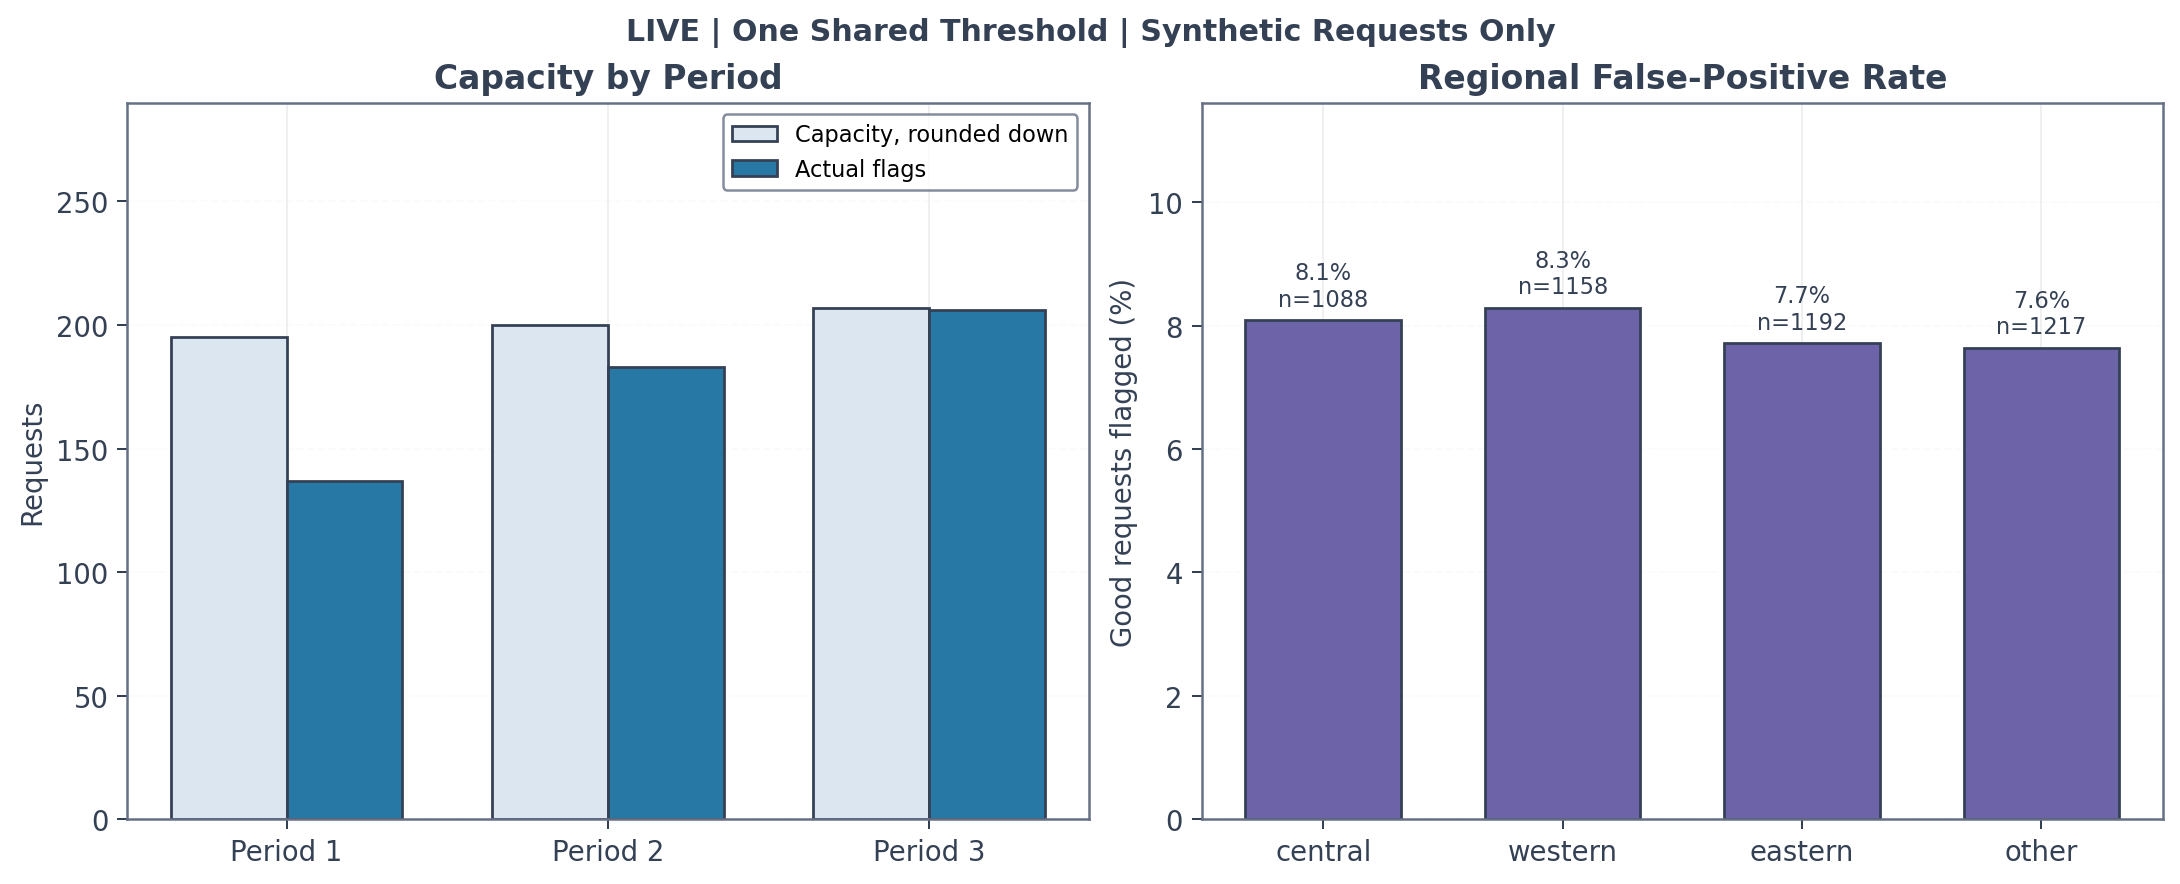 LIVE | One Shared Threshold | Synthetic Requests Only
Capacity by Period
Capacity, rounded down
Actual flags
Requests
250
200
150
100
50
0
Period 1
Period 2
Period 3
Regional False-Positive Rate
Good requests flagged (%)
10
8
6
4
2
0
8.1%
n=1088
8.3%
n=1158
7.7%
n=1192
7.6%
n=1217
central
western
eastern
other